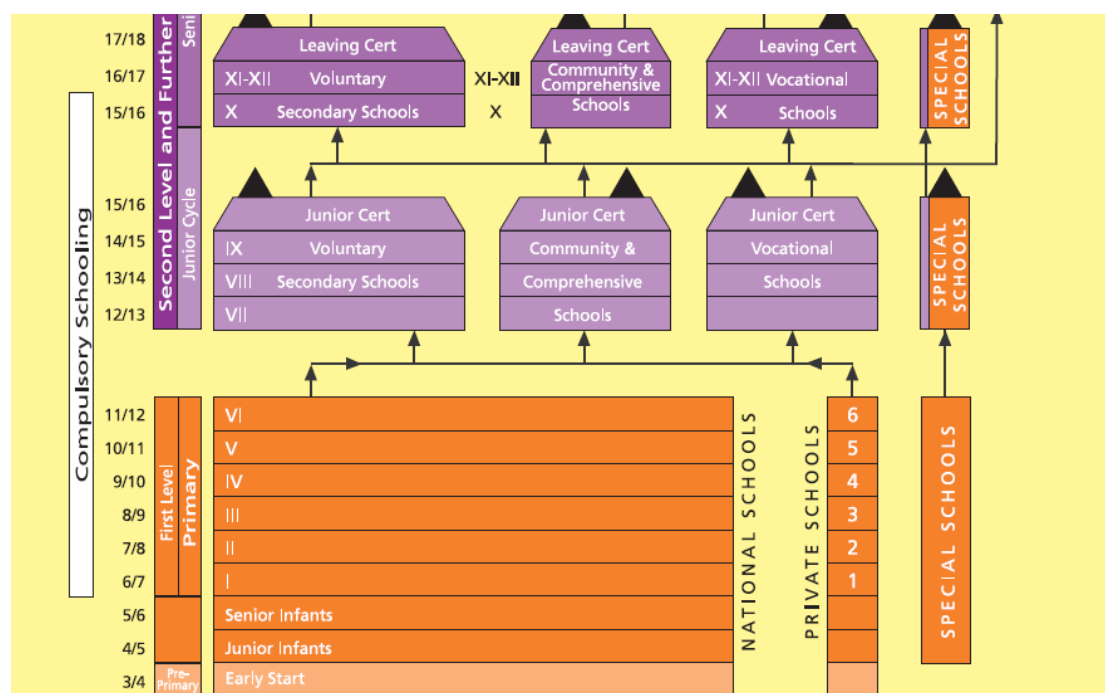 17/18
16/17
15/16
Second Level and Further
Leaving Cert
XI-XII Voluntary
X Secondary Schools
XI-XII
X
Leaving Cert
Community &
Comprehensive
Schools
Leaving Cert
XI-XII Vocational
X Schools
SPECIAL
SCHOOLS
Compulsory Schooling
15/16
14/15
13/14
12/13
Junior Cycle
Junior Cert
IX Voluntary
VIII Secondary Schools
VII
Junior Cert
Community &
Comprehensive
Schools
Junior Cert
Vocational
Schools
SPECIAL
SCHOOLS
11/12
10/11
9/10
8/9
7/8
6/7
5/6
4/5
3/4
First Level
Primary
Pre-
Primary
VI
V
IV
III
II
I
Senior Infants
Junior Infants
Early Start
NATIONAL SCHOOLS
PRIVATE SCHOOLS
6
5
4
3
2
1
SPECIAL SCHOOLS